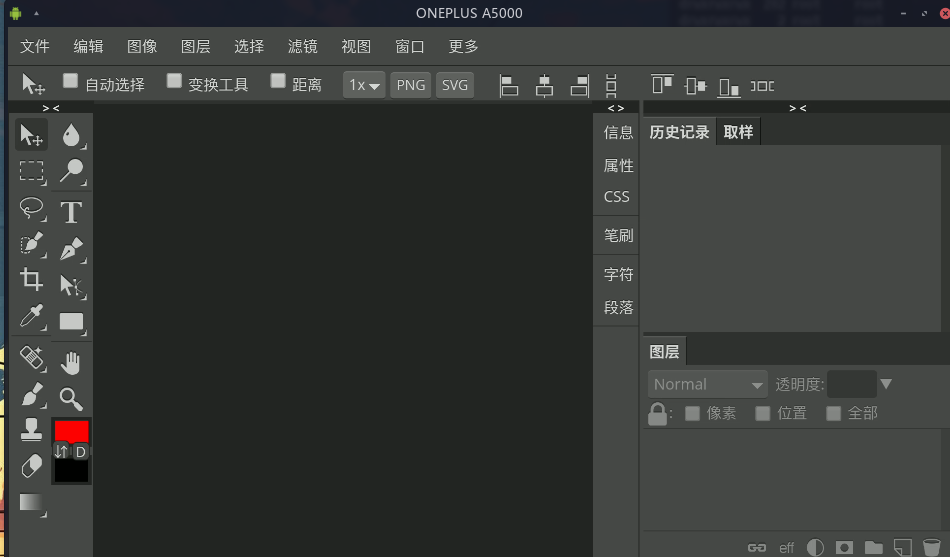 ONEPLUS A5000
文件 编辑 图像 图层 选择 滤镜 视图 窗口 更多
自动选择 变换工具 距离 1x PNG SVG
> < < > > <
信息
属性
CSS
笔刷
字符
段落
历史记录 取样
T
D
图层
Normal 透明度:
: 像素 位置 全部
eff